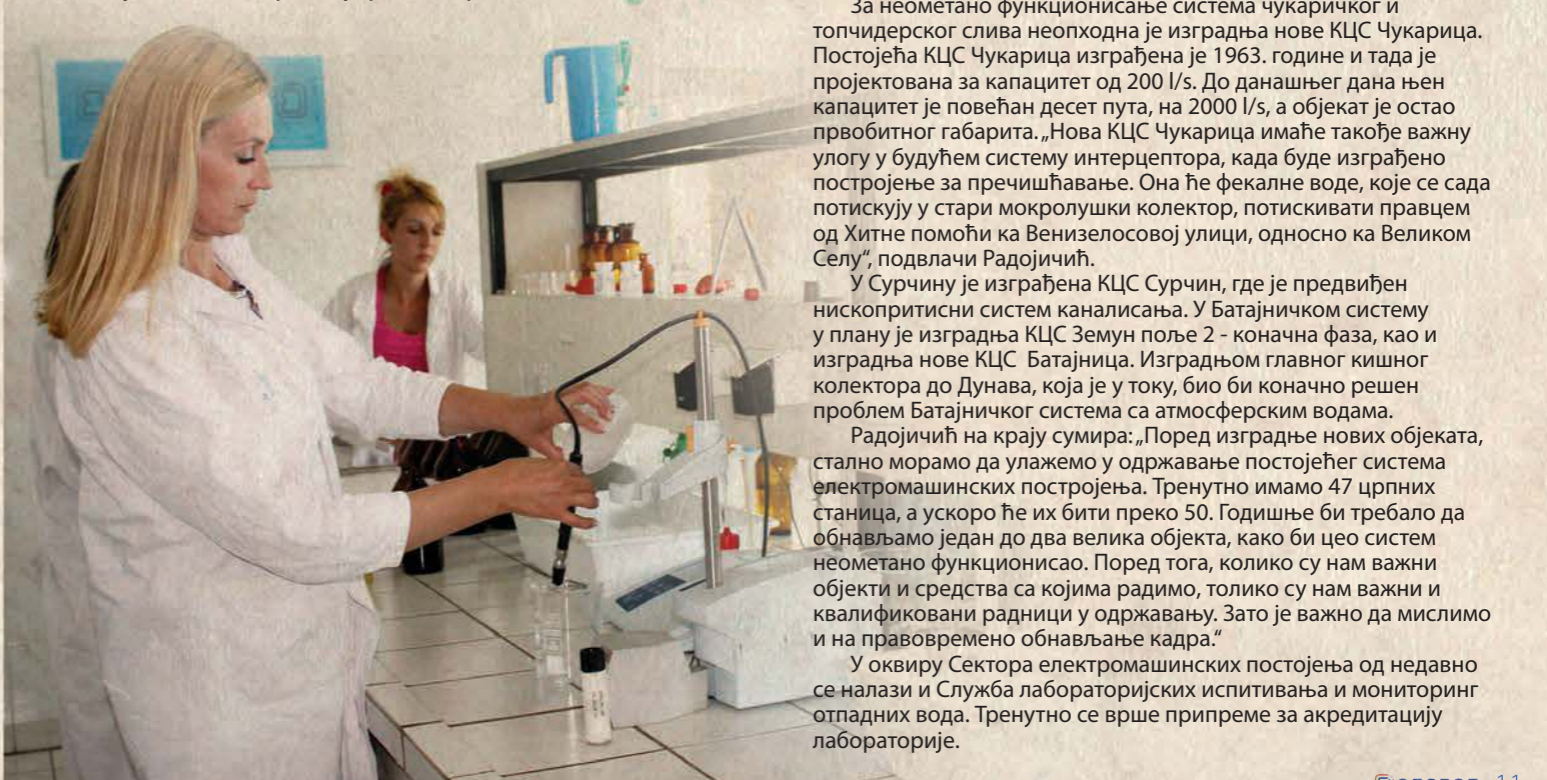 За неометано функционисање система чукаричког и
топчидерског слива неопходна је изградња нове КЦС Чукарица.
Постојећа КЦС Чукарица изграђена је 1963. године и тада је
пројектована за капацитет од 200 l/s. До данашњег дана њен
капацитет је повећан десет пута, на 2000 l/s, а објекат је остао
првобитног габарита. „Нова КЦС Чукарица имаће такође важну
улогу у будућем систему интерцептора, када буде изграђено
постројење за пречишћавање. Она ће фекалне воде, које се сада
потискују у стари мокролушки колектор, потискивати правцем
од Хитне помоћи ка Венизелосовој улици, односно ка Великом
Селу“, подвлачи Радојичић.
У Сурчину је изграђена КЦС Сурчин, где је предвиђен
нископритисни систем каналисања. У Батајничком систему
у плану је изградња КЦС Земун поље 2 - коначна фаза, као и
изградња нове КЦС Батајница. Изградњом главног кишног
колектора до Дунава, која је у току, био би коначно решен
проблем Батајничког система са атмосферским водама.
Радојичић на крају сумира: „Поред изградње нових објеката,
стално морамо да улажемо у одржавање постојећег система
електромашинских постројења. Тренутно имамо 47 црпних
станица, а ускоро ће их бити преко 50. Годишње би требало да
обнављамо један до два велика објекта, како би цео систем
неометано функционисао. Поред тога, колико су нам важни
објекти и средства са којима радимо, толико су нам важни и
квалификовани радници у одржавању. Зато је важно да мислимо
и на правовремено обнављање кадра.“
У оквиру Сектора електромашинских постојења од недавно
се налази и Служба лабораторијских испитивања и мониторинг
отпадних вода. Тренутно се врше припреме за акредитацију
лабораторије.
11